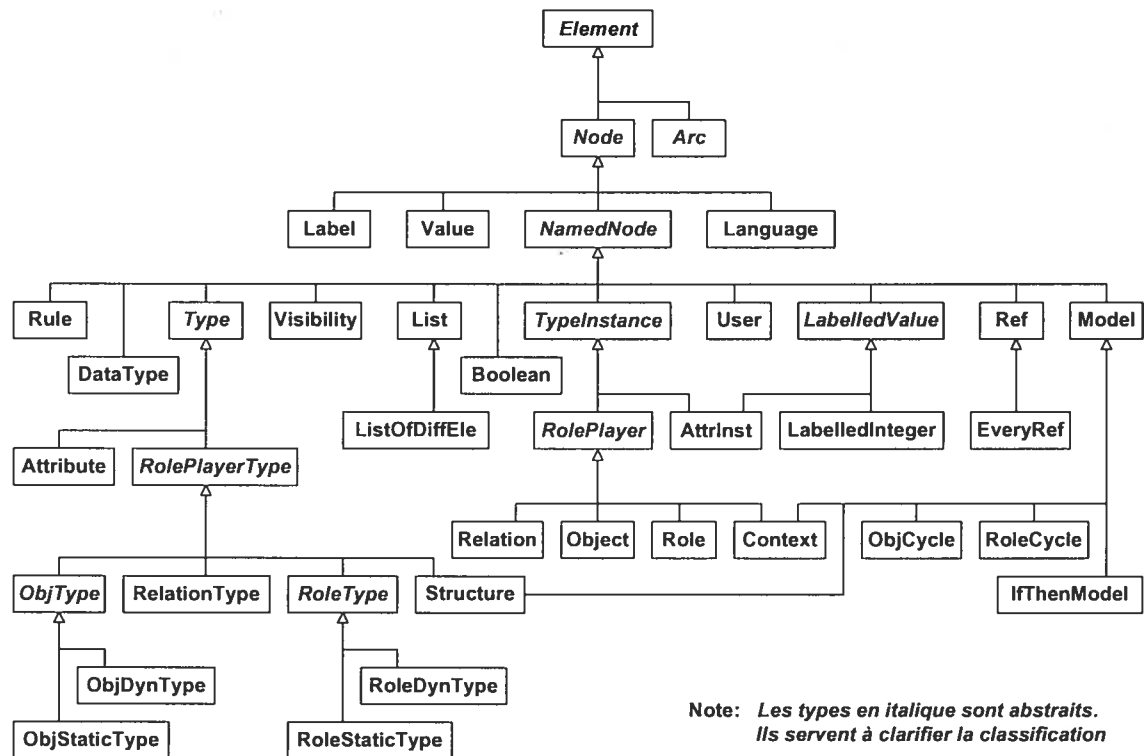 Element
Node
Arc
Label
Value
NamedNode
Language
Rule
Type
Visibility
List
TypeInstance
User
LabelledValue
Ref
Model
DataType
Boolean
ListOfDiffEle
RolePlayer
AttrInst
LabelledInteger
EveryRef
Attribute
RolePlayerType
Relation
Object
Role
Context
ObjCycle
RoleCycle
ObjType
RelationType
RoleType
Structure
IfThenModel
ObjDynType
RoleDynType
ObjStaticType
RoleStaticType
Note: Les types en italique sont abstraits.
Ils servent à clarifier la classification